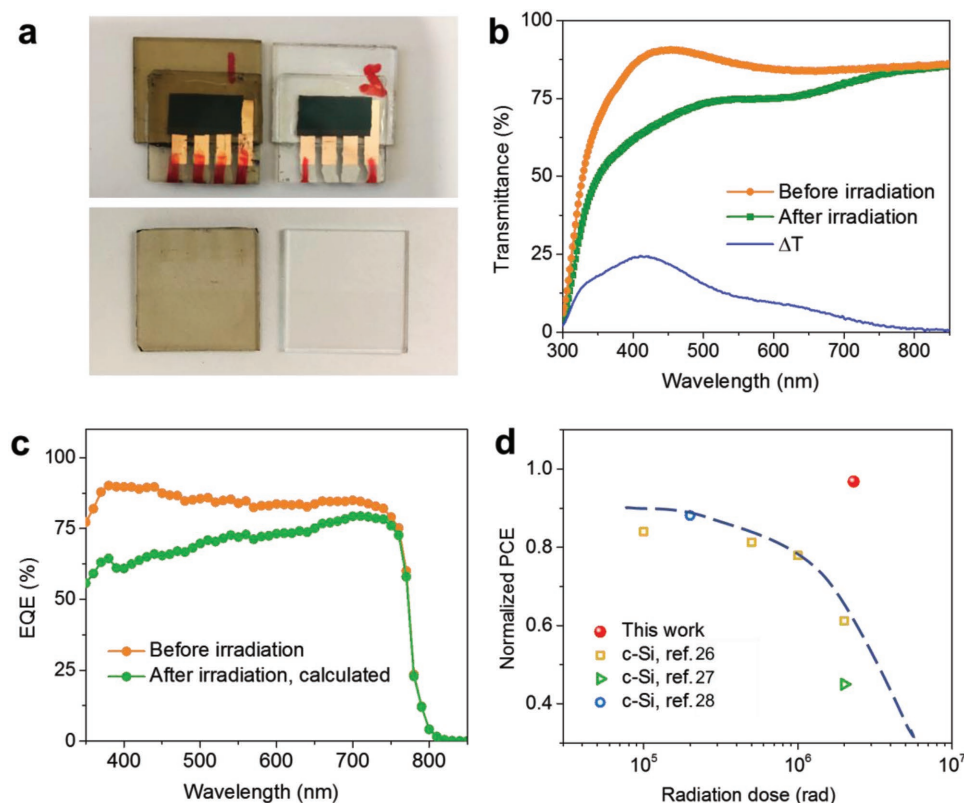 a
1
2
b
Transmittance (%)
100
75
50
25
0
Before irradiation
After irradiation
ΔT
300 400 500 600 700 800
Wavelength (nm)
c
EQE (%)
100
75
50
25
0
Before irradiation
After irradiation, calculated
400 500 600 700 800
Wavelength (nm)
d
Normalized PCE
1.0
0.8
0.6
0.4
This work
c-Si, ref.26
c-Si, ref.27
c-Si, ref.28
10⁵ 10⁶ 10⁷
Radiation dose (rad)